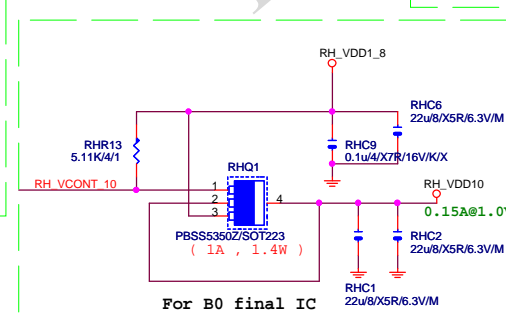 RH_VDD1_8
RHC6
22u/8/X5R/6.3V/M
RHR13
5.11K/4/1
RHC9
0.1u/4/X7R/16V/K/X
RHQ1
RH_VCONT_10
1
2
3
4
RH_VDD10
0.15A@1.0V
PBSS5350Z/SOT223
( 1A , 1.4W )
RHC2
22u/8/X5R/6.3V/M
RHC1
22u/8/X5R/6.3V/M
For B0 final IC